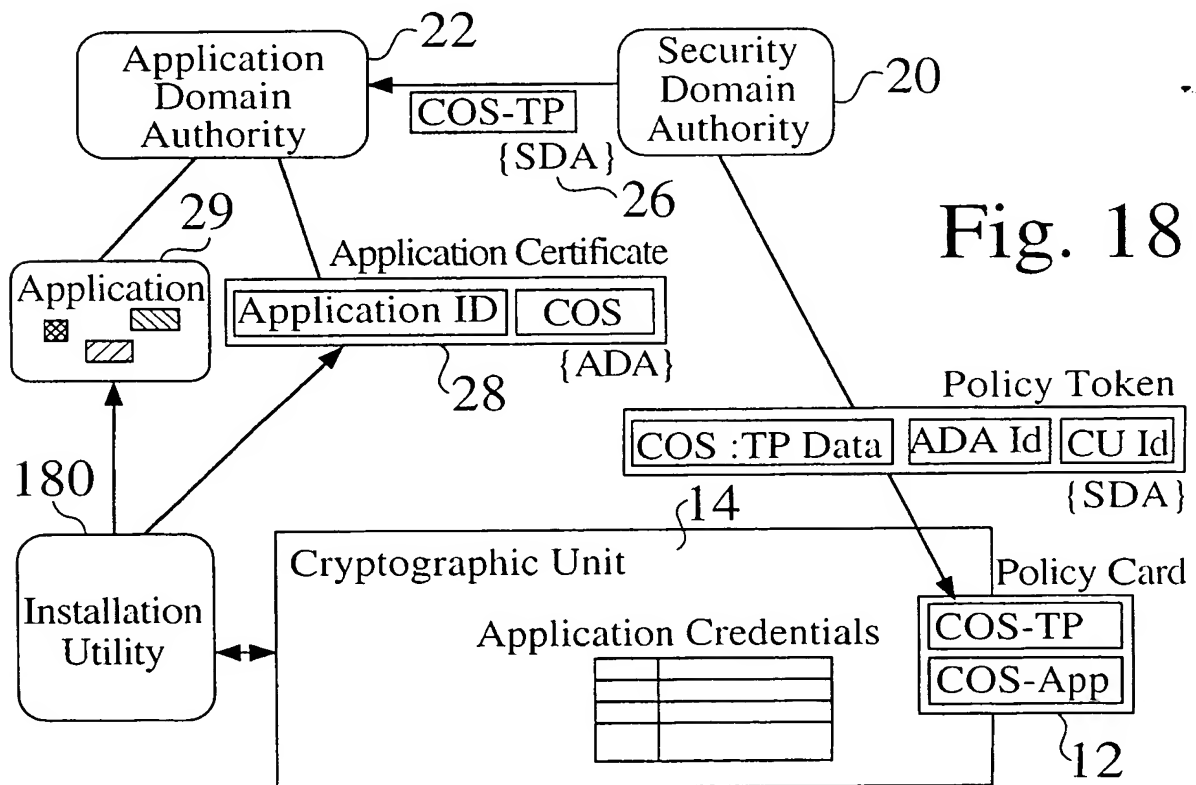 Application
Domain
Authority
22
COS-TP
{SDA}
26
Security
Domain
Authority
20
Fig. 18
29
Application
Application Certificate
Application ID
COS
{ADA}
28
Policy Token
COS :TP Data
ADA Id
CU Id
{SDA}
180
Installation
Utility
14
Cryptographic Unit
Application Credentials
Policy Card
COS-TP
COS-App
12